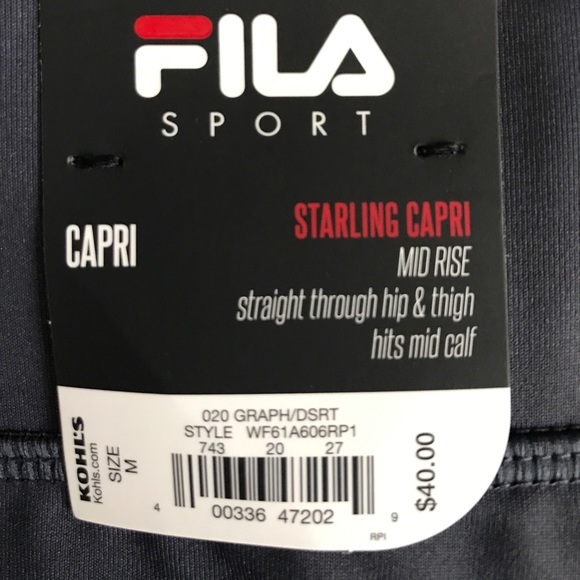 FILA
SPORT
CAPRI
STARLING CAPRI
MID RISE
straight through hip & thigh
hits mid calf
KOHL'S
Kohls.com
SIZE
M
020 GRAPH/DSRT
STYLE WF61A606RP1
743 20 27
4 00336 47202 9
RPI
$40.00